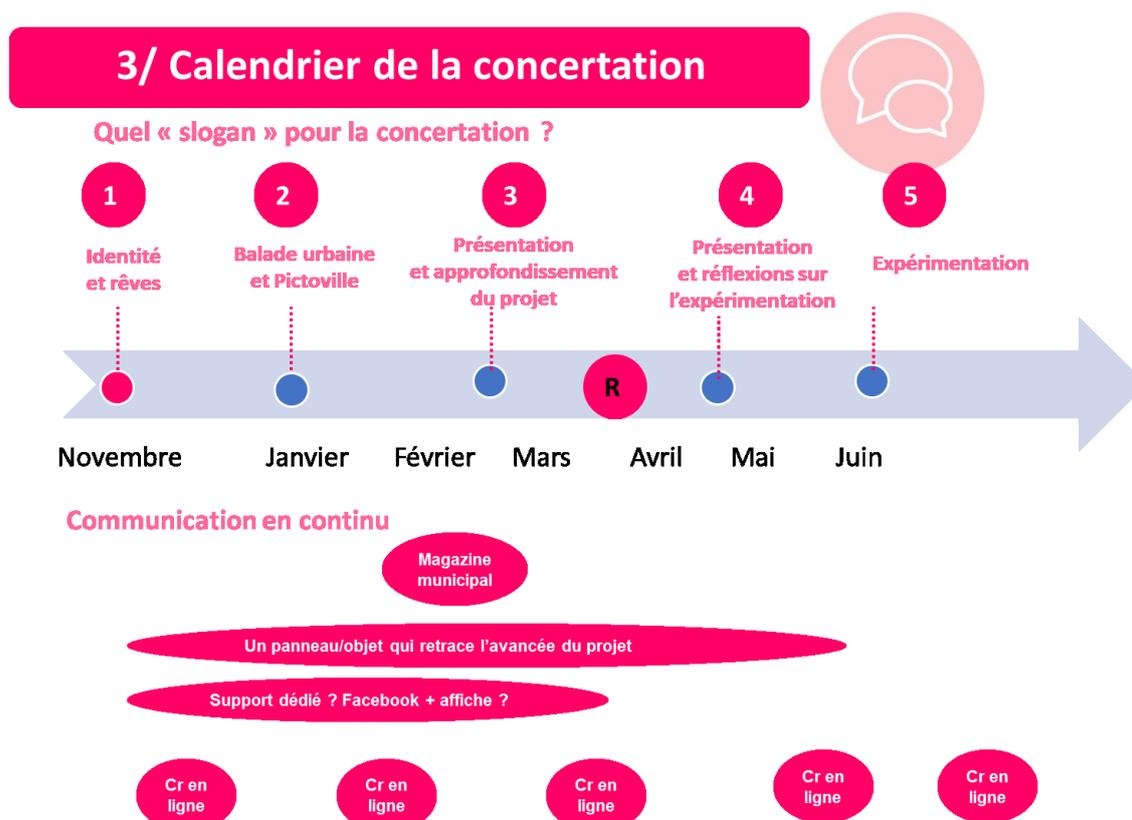 3/ Calendrier de la concertation
Quel « slogan » pour la concertation ?
1
2
3
4
5
Identité
et rêves
Balade urbaine
et Pictoville
Présentation
et approfondissement
du projet
Présentation
et réflexions sur
l'expérimentation
Expérimentation
R
Novembre
Janvier
Février
Mars
Avril
Mai
Juin
Communication en continu
Magazine
municipal
Un panneau/objet qui retrace l'avancée du projet
Support dédié ? Facebook + affiche ?
Cr en
ligne
Cr en
ligne
Cr en
ligne
Cr en
ligne
Cr en
ligne